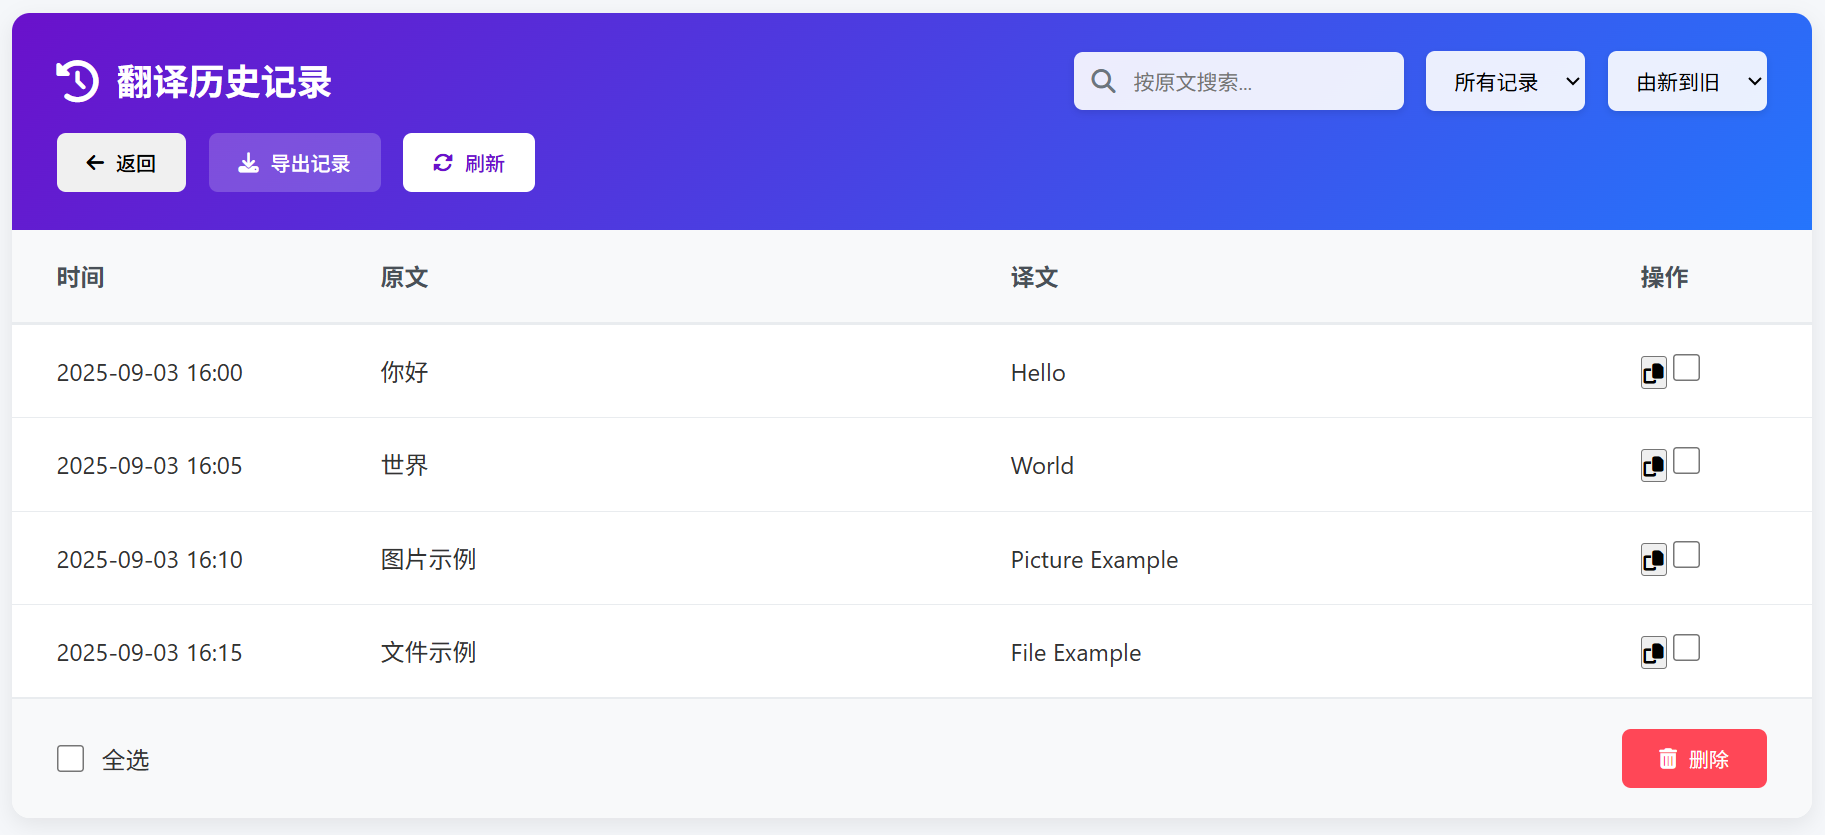 翻译历史记录
按原文搜索...
所有记录
由新到旧
返回
导出记录
刷新
时间 原文 译文 操作
2025-09-03 16:00 你好 Hello
2025-09-03 16:05 世界 World
2025-09-03 16:10 图片示例 Picture Example
2025-09-03 16:15 文件示例 File Example
全选
删除